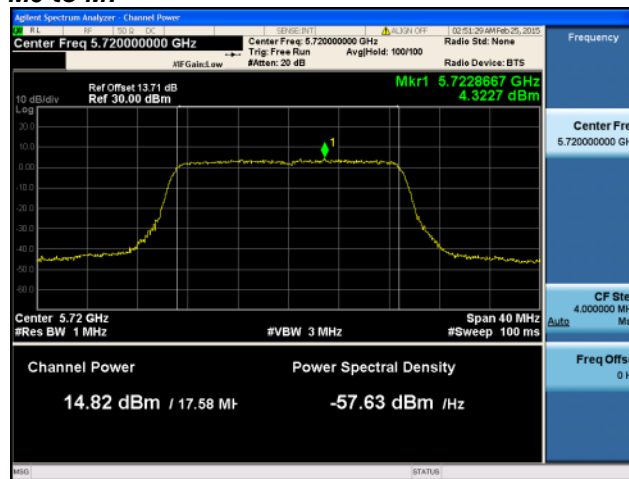 Agilent Spectrum Analyzer - Channel Power
RL RF 50 Ω DC SENSE:INT ALIGN OFF 02:51:29 AM Feb 25, 2015
Center Freq 5.720000000 GHz Center Freq: 5.720000000 GHz Radio Std: None Frequency
Trig: Free Run Avg|Hold: 100/100
#IFGain:Low #Atten: 20 dB Radio Device: BTS
Ref Offset 13.71 dB Mkr1 5.7228667 GHz
10 dB/div Ref 30.00 dBm 4.3227 dBm
Log
20.0
10.0
0.00
-10.0
-20.0
-30.0
-40.0
-50.0
-60.0
1
Center Fre
5.720000000 GH
Center 5.72 GHz Span 40 MHz
#Res BW 1 MHz #VBW 3 MHz #Sweep 100 ms
CF Ste
4.000000 MH
Auto Ma
Channel Power Power Spectral Density
14.82 dBm / 17.58 MH -57.63 dBm /Hz
Freq Offs
0 H
MSG STATUS